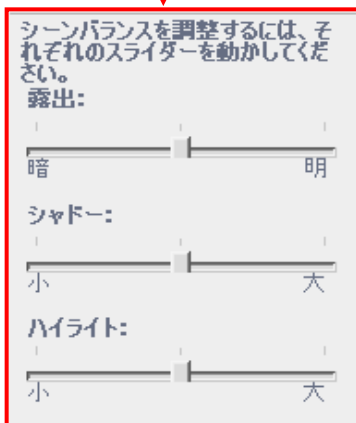 シーンバランスを調整するには、そ
れぞれのスライダーを動かしてくだ
さい。
露出:
暗 明
シャドー:
小 大
ハイライト:
小 大